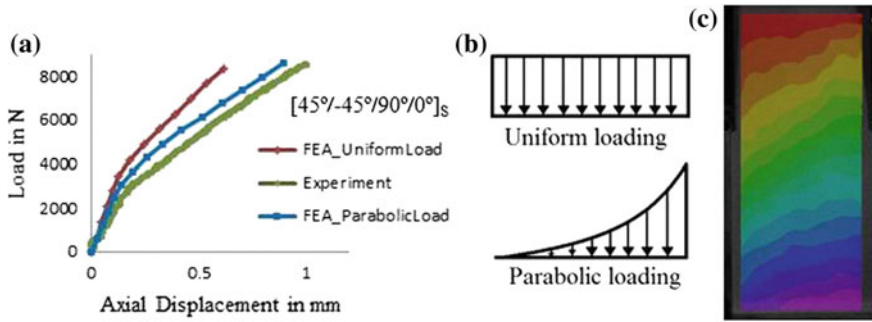 (a)
Load in N
8000
6000
4000
2000
0
0
0.5
1
Axial Displacement in mm
[45°/-45°/90°/0°]s
FEA_UniformLoad
Experiment
FEA_ParabolicLoad
(b)
Uniform loading
Parabolic loading
(c)